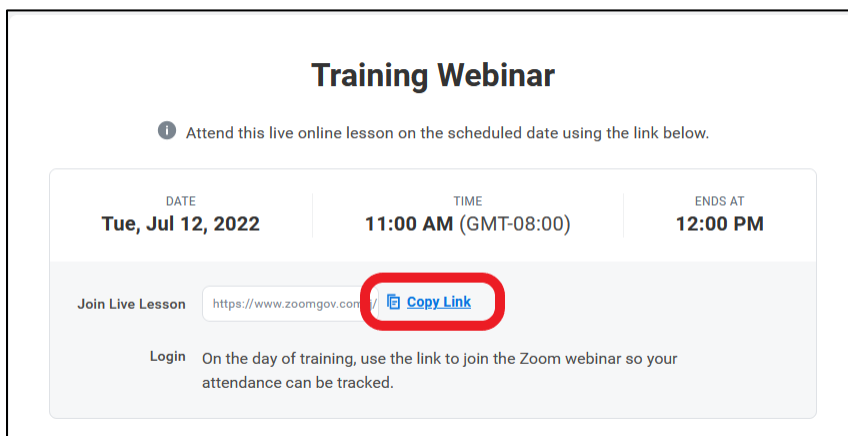 Training Webinar
Attend this live online lesson on the scheduled date using the link below.
DATE
Tue, Jul 12, 2022
TIME
11:00 AM (GMT-08:00)
ENDS AT
12:00 PM
Join Live Lesson https://www.zoomgov.com Copy Link
Login On the day of training, use the link to join the Zoom webinar so your
attendance can be tracked.